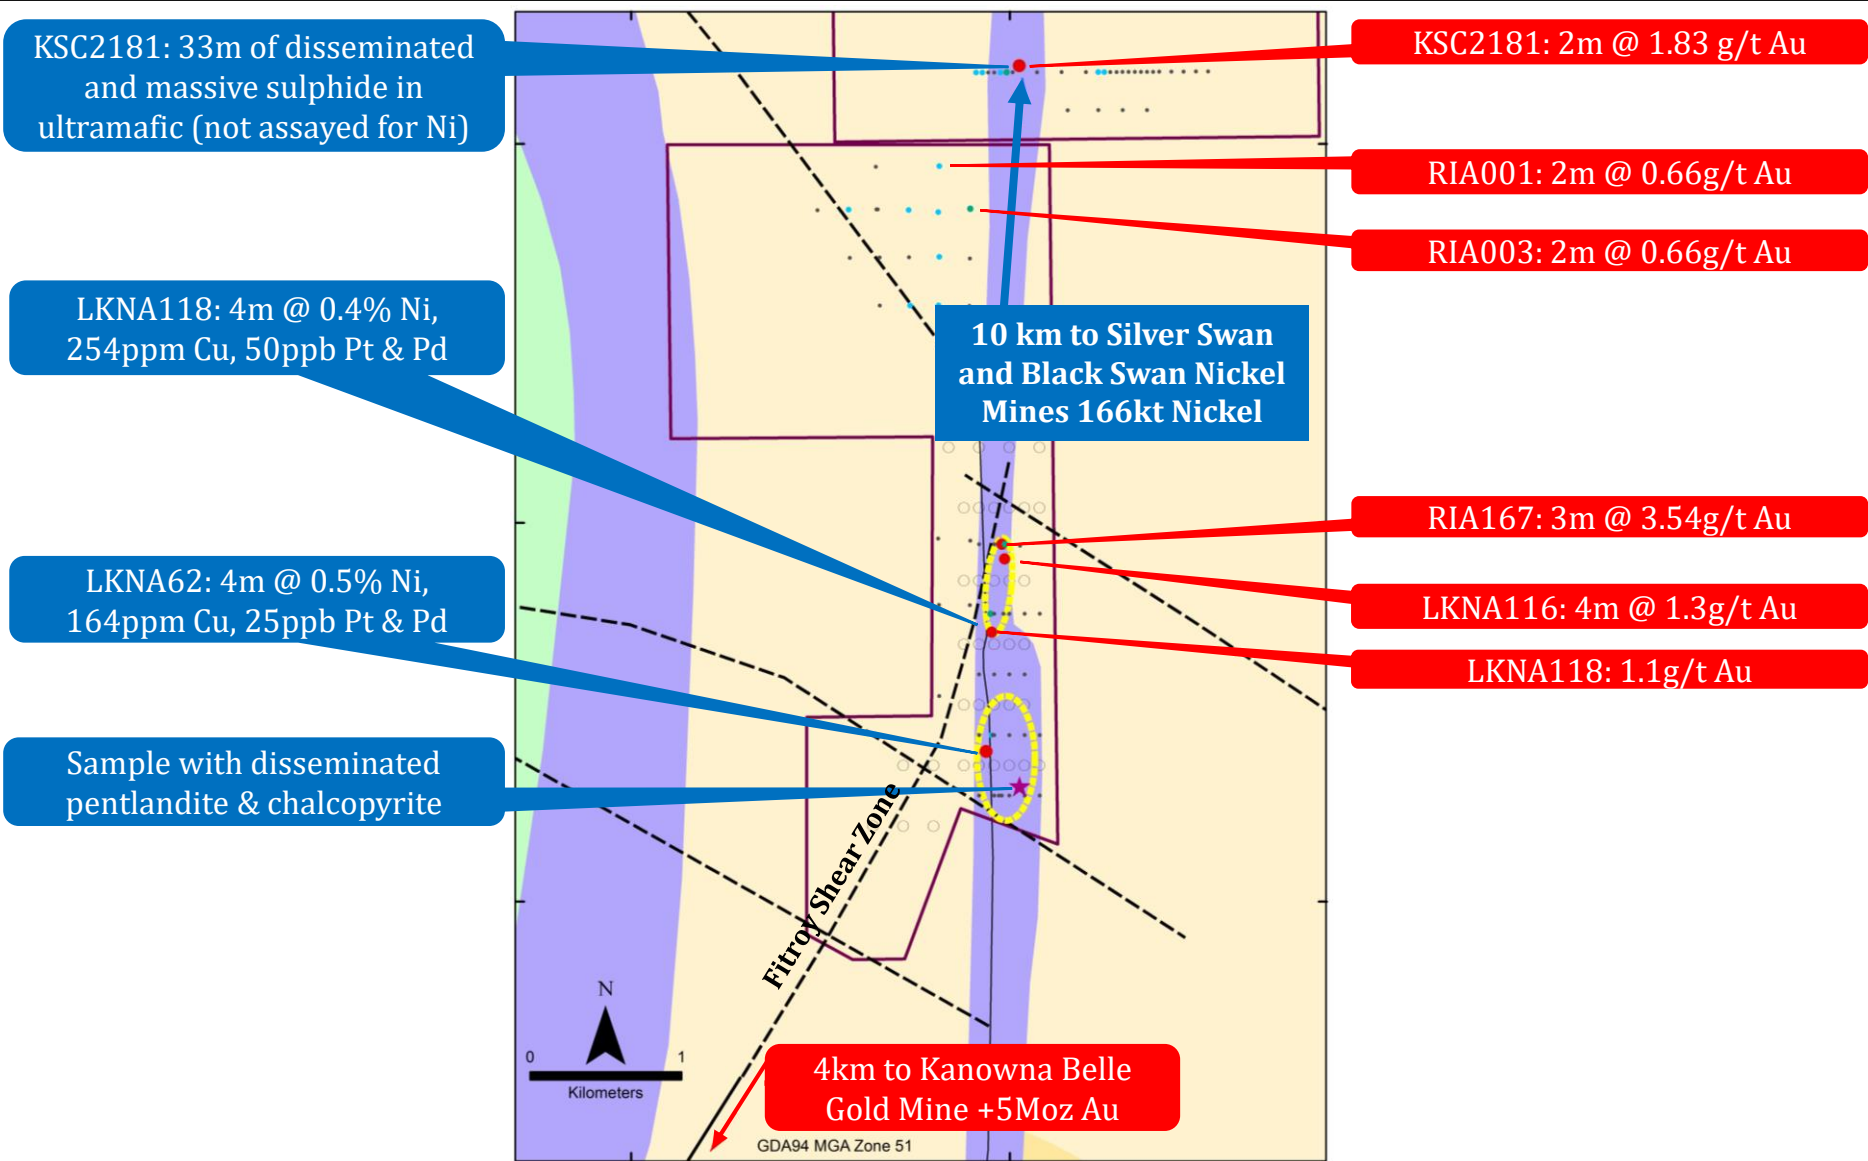 KSC2181: 33m of disseminated
and massive sulphide in
ultramafic (not assayed for Ni)
LKNA118: 4m @ 0.4% Ni,
254ppm Cu, 50ppb Pt & Pd
LKNA62: 4m @ 0.5% Ni,
164ppm Cu, 25ppb Pt & Pd
Sample with disseminated
pentlandite & chalcopyrite
10 km to Silver Swan
and Black Swan Nickel
Mines 166kt Nickel
Fitroy Shear Zone
N
0 1
Kilometers
4km to Kanowna Belle
Gold Mine +5Moz Au
GDA94 MGA Zone 51
KSC2181: 2m @ 1.83 g/t Au
RIA001: 2m @ 0.66g/t Au
RIA003: 2m @ 0.66g/t Au
RIA167: 3m @ 3.54g/t Au
LKNA116: 4m @ 1.3g/t Au
LKNA118: 1.1g/t Au